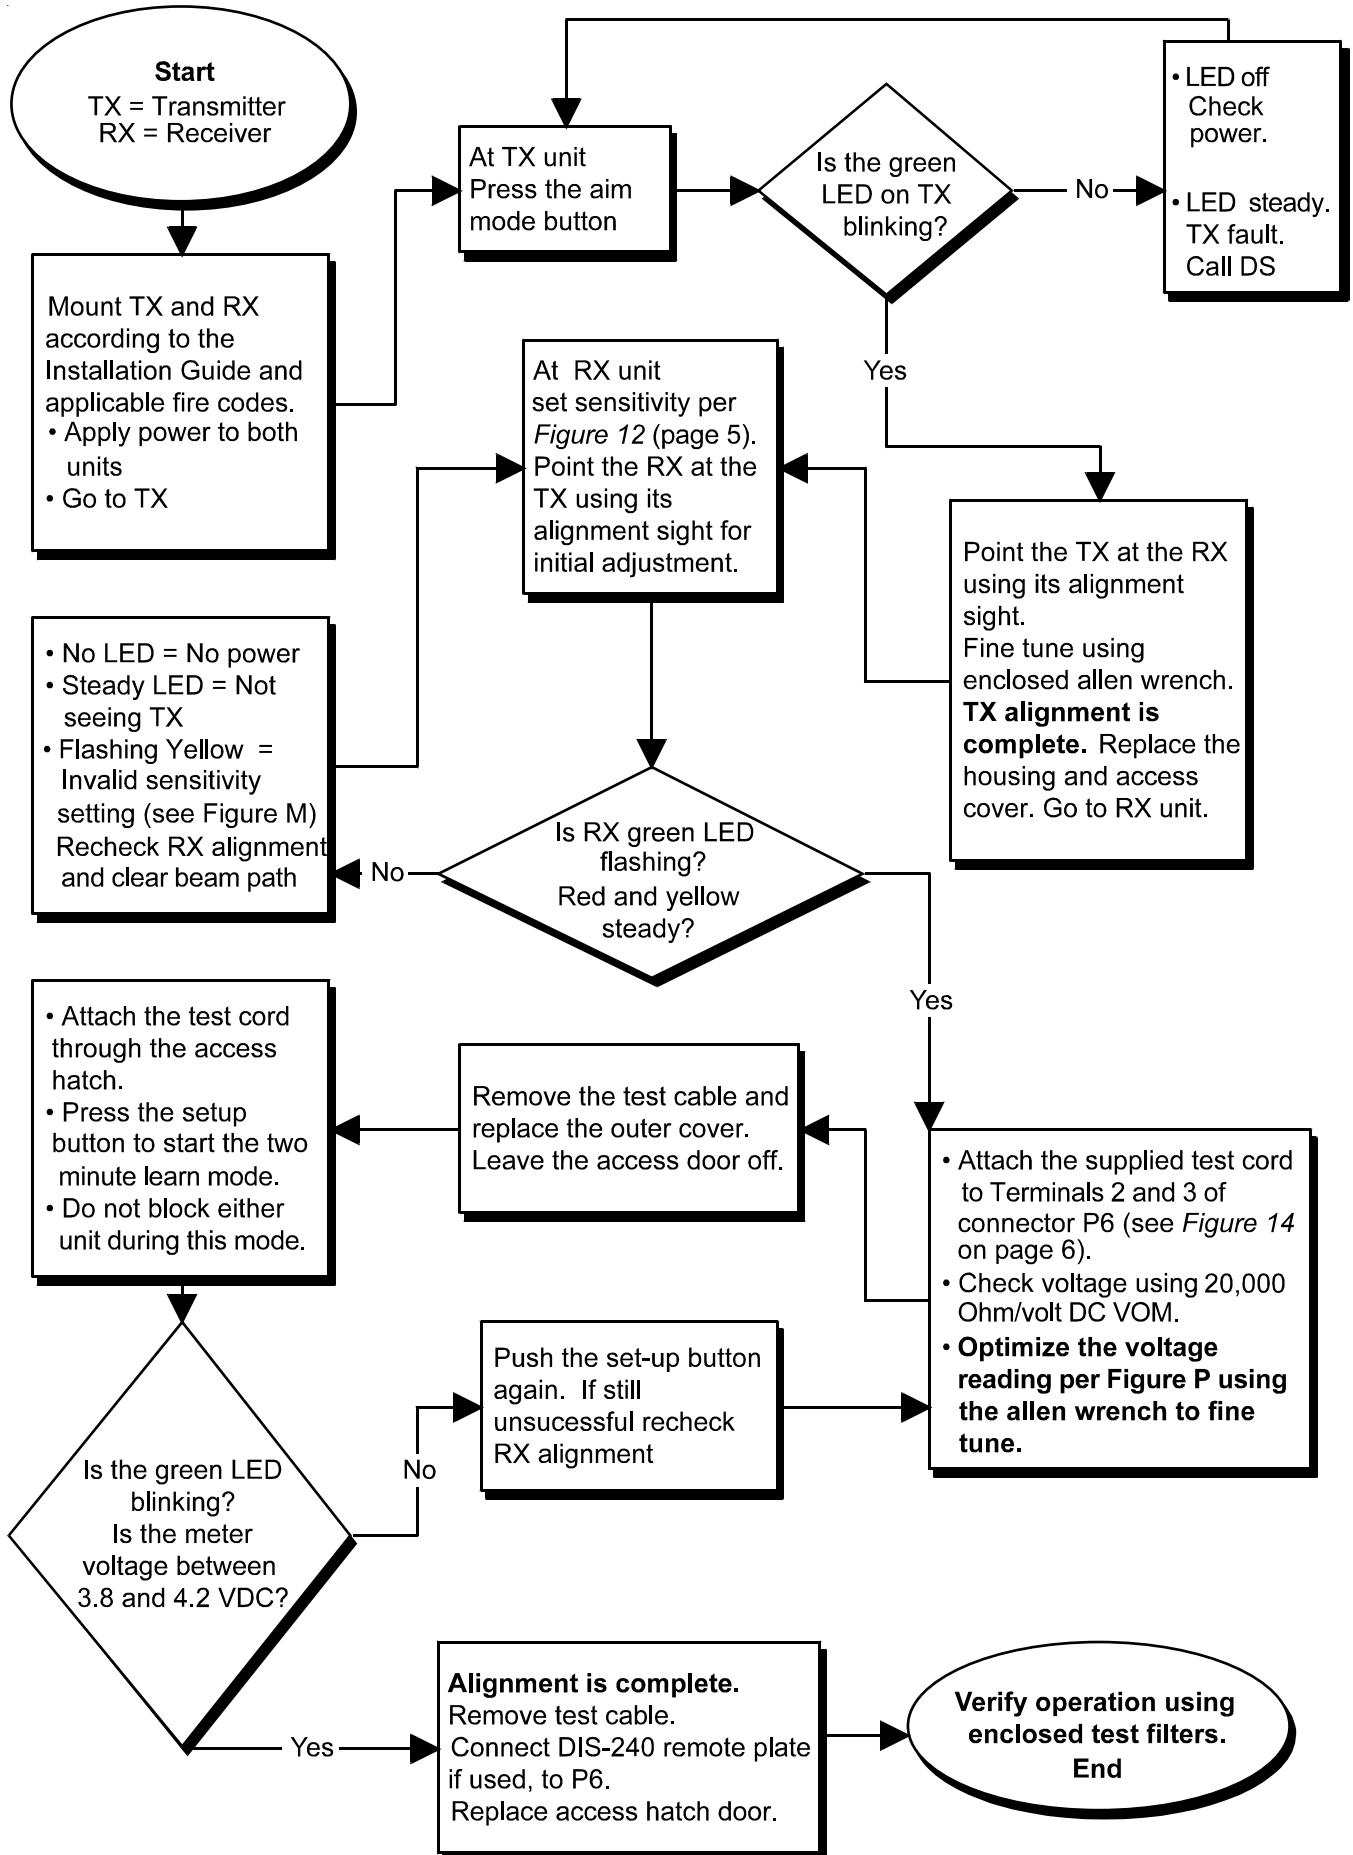 Start
TX = Transmitter
RX = Receiver
Mount TX and RX
according to the
Installation Guide and
applicable fire codes.
• Apply power to both
units
• Go to TX
At TX unit
Press the aim
mode button
Is the green
LED on TX
blinking?
No
• LED off
Check
power.
• LED steady.
TX fault.
Call DS
Yes
Point the TX at the RX
using its alignment
sight.
Fine tune using
enclosed allen wrench.
TX alignment is
complete. Replace the
housing and access
cover. Go to RX unit.
At RX unit
set sensitivity per
Figure 12 (page 5).
Point the RX at the
TX using its
alignment sight for
initial adjustment.
Is RX green LED
flashing?
Red and yellow
steady?
No
• No LED = No power
• Steady LED = Not
seeing TX
• Flashing Yellow =
Invalid sensitivity
setting (see Figure M)
Recheck RX alignment
and clear beam path
Yes
• Attach the supplied test cord
to Terminals 2 and 3 of
connector P6 (see Figure 14
on page 6).
• Check voltage using 20,000
Ohm/volt DC VOM.
• Optimize the voltage
reading per Figure P using
the allen wrench to fine
tune.
Remove the test cable and
replace the outer cover.
Leave the access door off.
• Attach the test cord
through the access
hatch.
• Press the setup
button to start the two
minute learn mode.
• Do not block either
unit during this mode.
Is the green LED
blinking?
Is the meter
voltage between
3.8 and 4.2 VDC?
No
Push the set-up button
again. If still
unsucessful recheck
RX alignment
Yes
Alignment is complete.
Remove test cable.
Connect DIS-240 remote plate
if used, to P6.
Replace access hatch door.
Verify operation using
enclosed test filters.
End